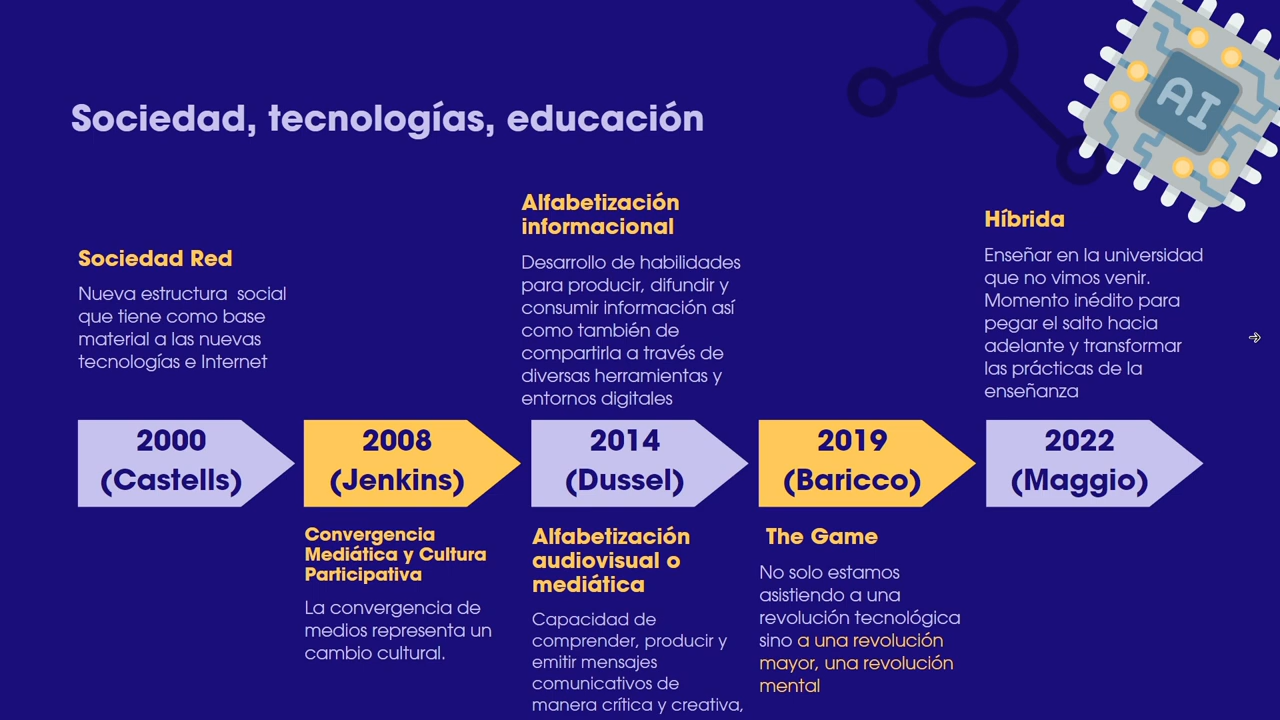 AI
Sociedad, tecnologías, educación
Sociedad Red
Nueva estructura social
que tiene como base
material a las nuevas
tecnologías e Internet
Alfabetización
informacional
Desarrollo de habilidades
para producir, difundir y
consumir información así
como también de
compartirla a través de
diversas herramientas y
entornos digitales
Híbrida
Enseñar en la universidad
que no vimos venir.
Momento inédito para
pegar el salto hacia
adelante y transformar
las prácticas de la
enseñanza
2000
(Castells)
2008
(Jenkins)
2014
(Dussel)
2019
(Baricco)
2022
(Maggio)
Convergencia
Mediática y Cultura
Participativa
La convergencia de
medios representa un
cambio cultural.
Alfabetización
audiovisual o
mediática
Capacidad de
comprender, producir y
emitir mensajes
comunicativos de
manera crítica y creativa,
The Game
No solo estamos
asistiendo a una
revolución tecnológica
sino a una revolución
mayor, una revolución
mental